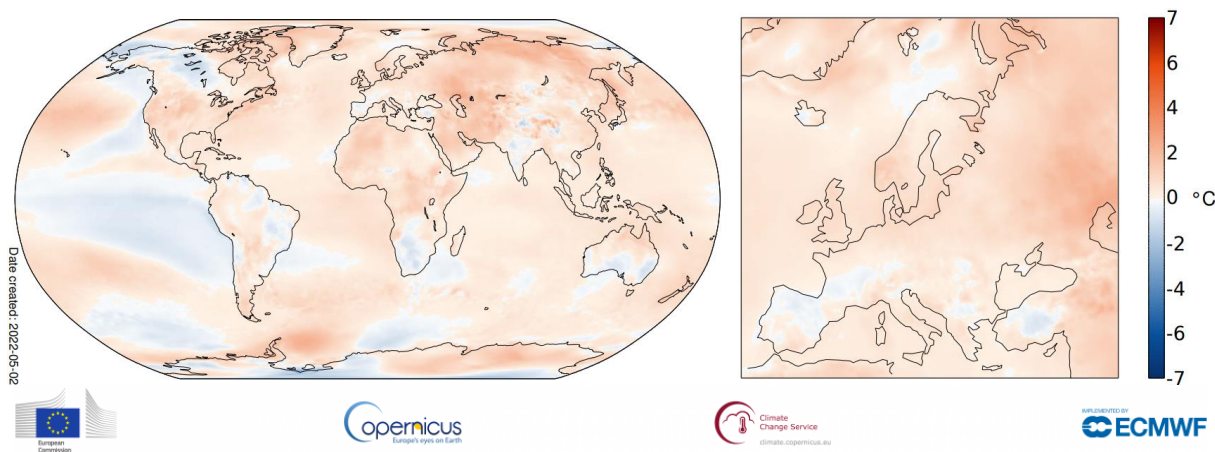 7
6
4
2
0
-2
-4
-6
-7
°C
Date created: 2022-05-02
European
Commission
opernicus
Europe's eyes on Earth
Climate
Change Service
climate.copernicus.eu
IMPLEMENTED BY
ECMWF